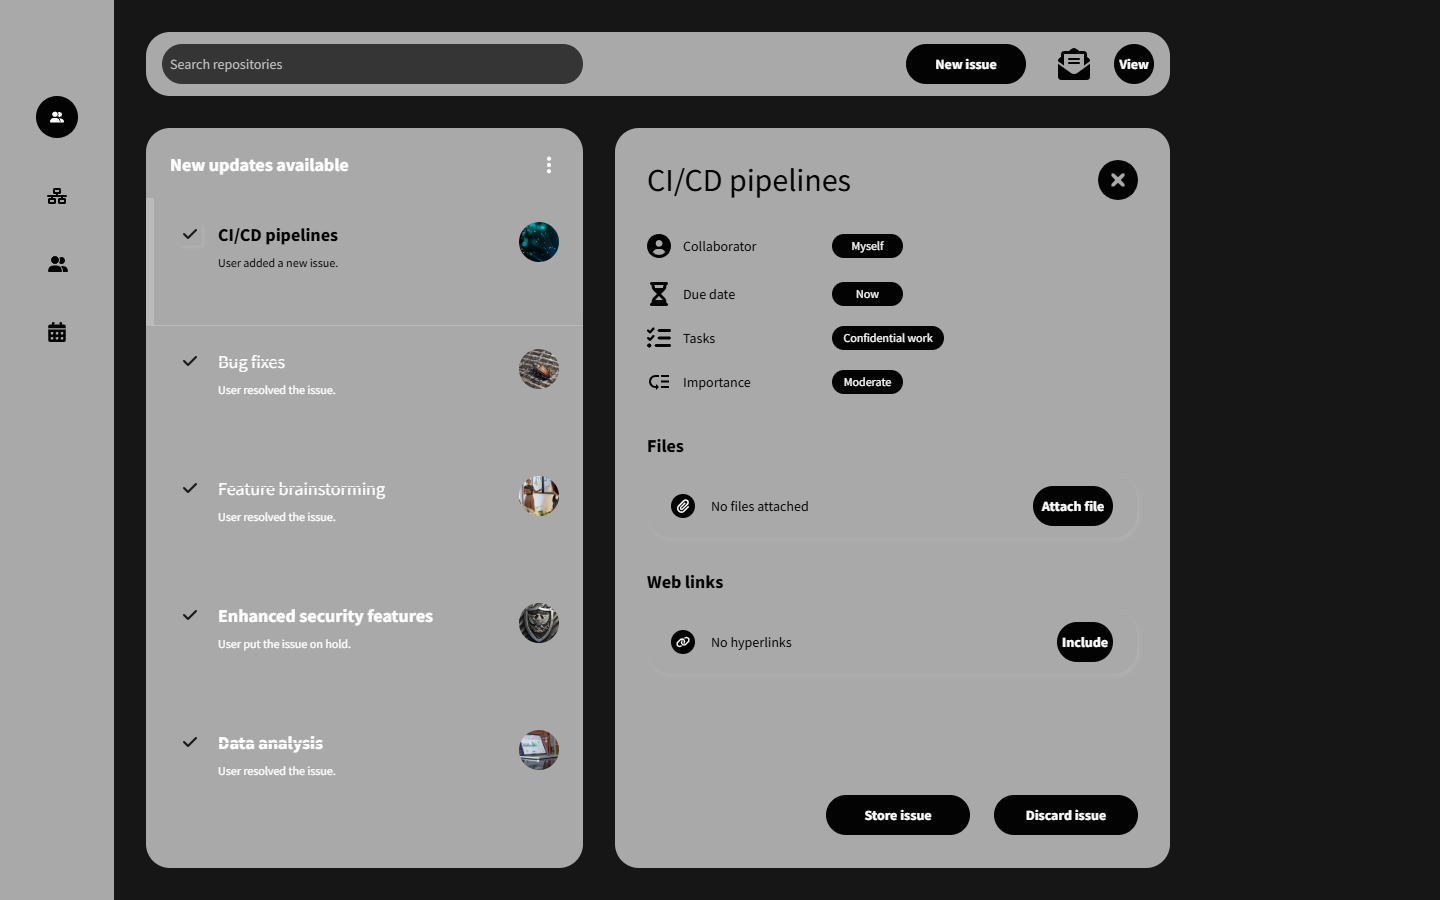 Search repositories
New issue
View
New updates available
CI/CD pipelines
User added a new issue.
Bug fixes
User resolved the issue.
Feature brainstorming
User resolved the issue.
Enhanced security features
User put the issue on hold.
Data analysis
User resolved the issue.
CI/CD pipelines
Collaborator
Myself
Due date
Now
Tasks
Confidential work
Importance
Moderate
Files
No files attached
Attach file
Web links
No hyperlinks
Include
Store issue
Discard issue